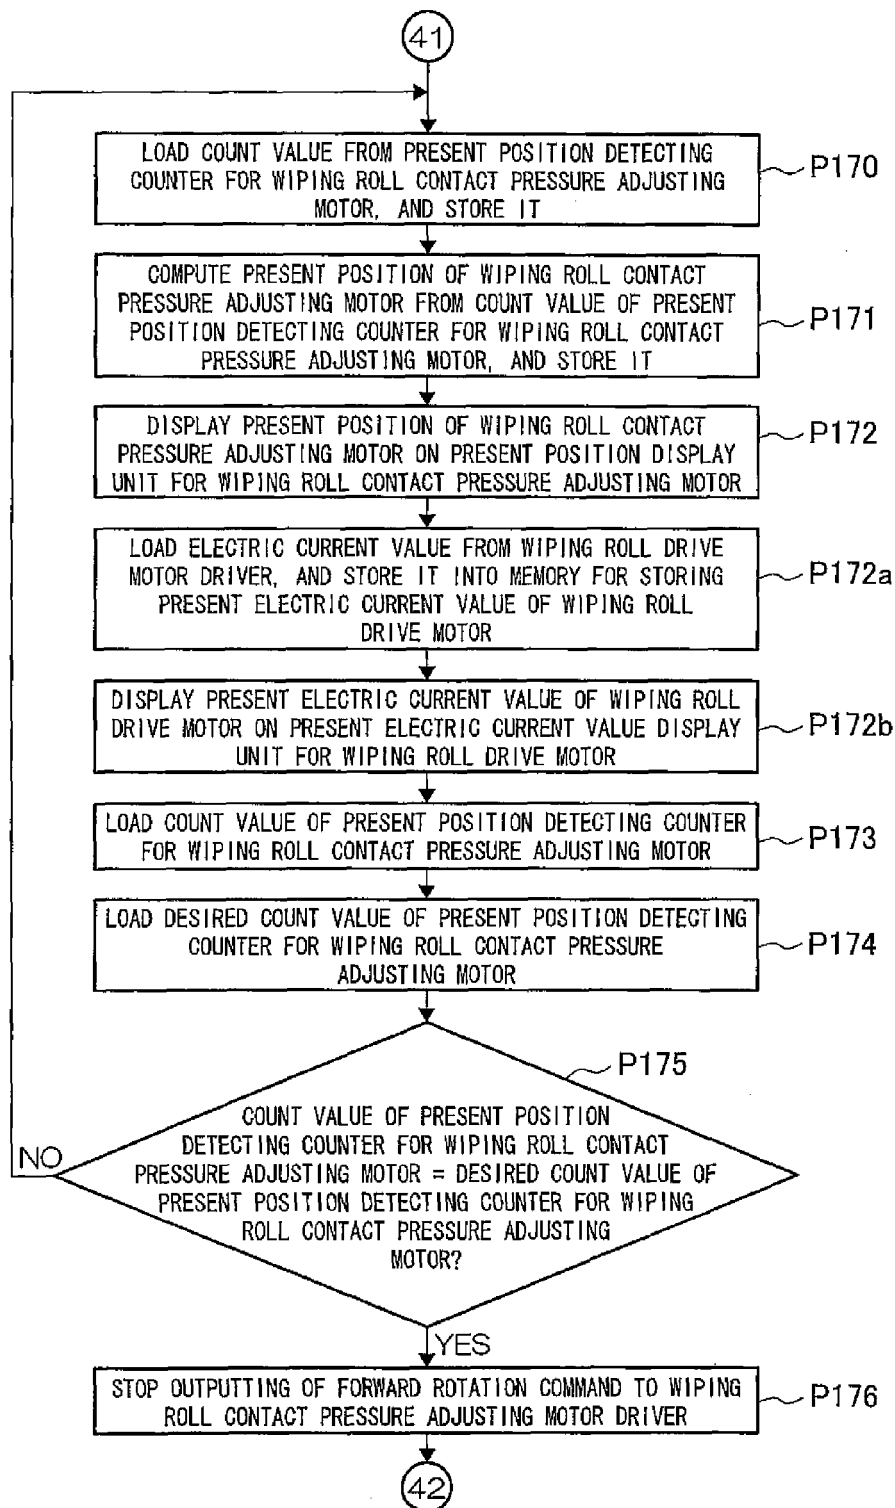 41
LOAD COUNT VALUE FROM PRESENT POSITION DETECTING
COUNTER FOR WIPING ROLL CONTACT PRESSURE ADJUSTING
MOTOR, AND STORE IT
P170
COMPUTE PRESENT POSITION OF WIPING ROLL CONTACT
PRESSURE ADJUSTING MOTOR FROM COUNT VALUE OF PRESENT
POSITION DETECTING COUNTER FOR WIPING ROLL CONTACT
PRESSURE ADJUSTING MOTOR, AND STORE IT
P171
DISPLAY PRESENT POSITION OF WIPING ROLL CONTACT
PRESSURE ADJUSTING MOTOR ON PRESENT POSITION DISPLAY
UNIT FOR WIPING ROLL CONTACT PRESSURE ADJUSTING MOTOR
P172
LOAD ELECTRIC CURRENT VALUE FROM WIPING ROLL DRIVE
MOTOR DRIVER, AND STORE IT INTO MEMORY FOR STORING
PRESENT ELECTRIC CURRENT VALUE OF WIPING ROLL
DRIVE MOTOR
P172a
DISPLAY PRESENT ELECTRIC CURRENT VALUE OF WIPING ROLL
DRIVE MOTOR ON PRESENT ELECTRIC CURRENT VALUE DISPLAY
UNIT FOR WIPING ROLL DRIVE MOTOR
P172b
LOAD COUNT VALUE OF PRESENT POSITION DETECTING COUNTER
FOR WIPING ROLL CONTACT PRESSURE ADJUSTING MOTOR
P173
LOAD DESIRED COUNT VALUE OF PRESENT POSITION DETECTING
COUNTER FOR WIPING ROLL CONTACT PRESSURE
ADJUSTING MOTOR
P174
P175
COUNT VALUE OF PRESENT POSITION
DETECTING COUNTER FOR WIPING ROLL CONTACT
PRESSURE ADJUSTING MOTOR = DESIRED COUNT VALUE OF
PRESENT POSITION DETECTING COUNTER FOR WIPING
ROLL CONTACT PRESSURE ADJUSTING
MOTOR?
NO
YES
STOP OUTPUTTING OF FORWARD ROTATION COMMAND TO WIPING
ROLL CONTACT PRESSURE ADJUSTING MOTOR DRIVER
P176
42